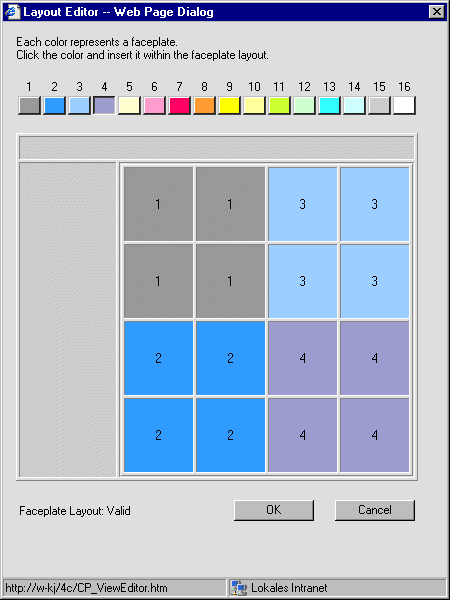 Layout Editor -- Web Page Dialog
Each color represents a faceplate.
Click the color and insert it within the faceplate layout.
1 2 3 4 5 6 7 8 9 10 11 12 13 14 15 16
1 1 3 3
1 1 3 3
2 2 4 4
2 2 4 4
Faceplate Layout: Valid OK Cancel
http://w-kj/4c/CP_ViewEditor.htm Lokales Intranet